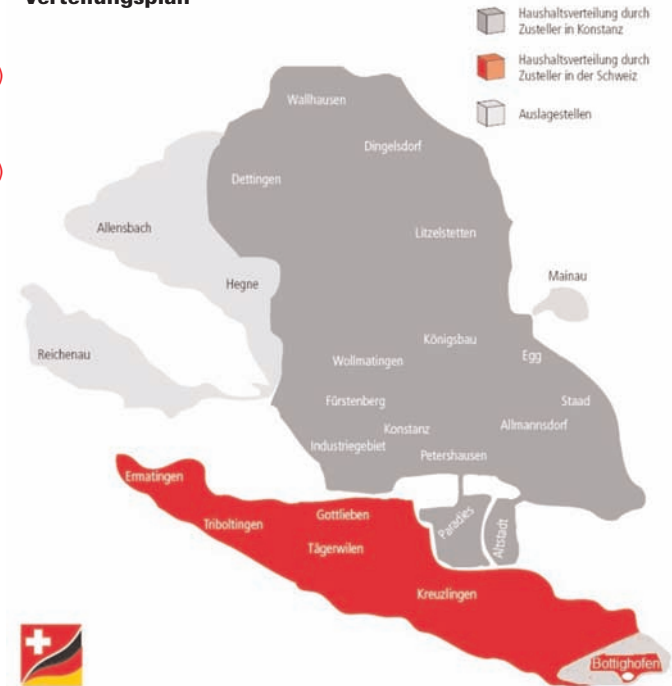 Verteilungsplan
Haushaltsverteilung durch
Zusteller in Konstanz
Haushaltsverteilung durch
Zusteller in der Schweiz
Auslagestellen
Wallhausen
Dingelsdorf
Dettingen
Allensbach
Litzelstetten
Hegne
Mainau
Reichenau
Königsbau
Wollmatingen
Egg
Fürstenberg
Staad
Konstanz
Allmannsdorf
Industriegebiet
Petershausen
Ermatingen
Gottlieben
Triboltingen
Paradies
Altstadt
Tägerwilen
Kreuzlingen
Bottighofen